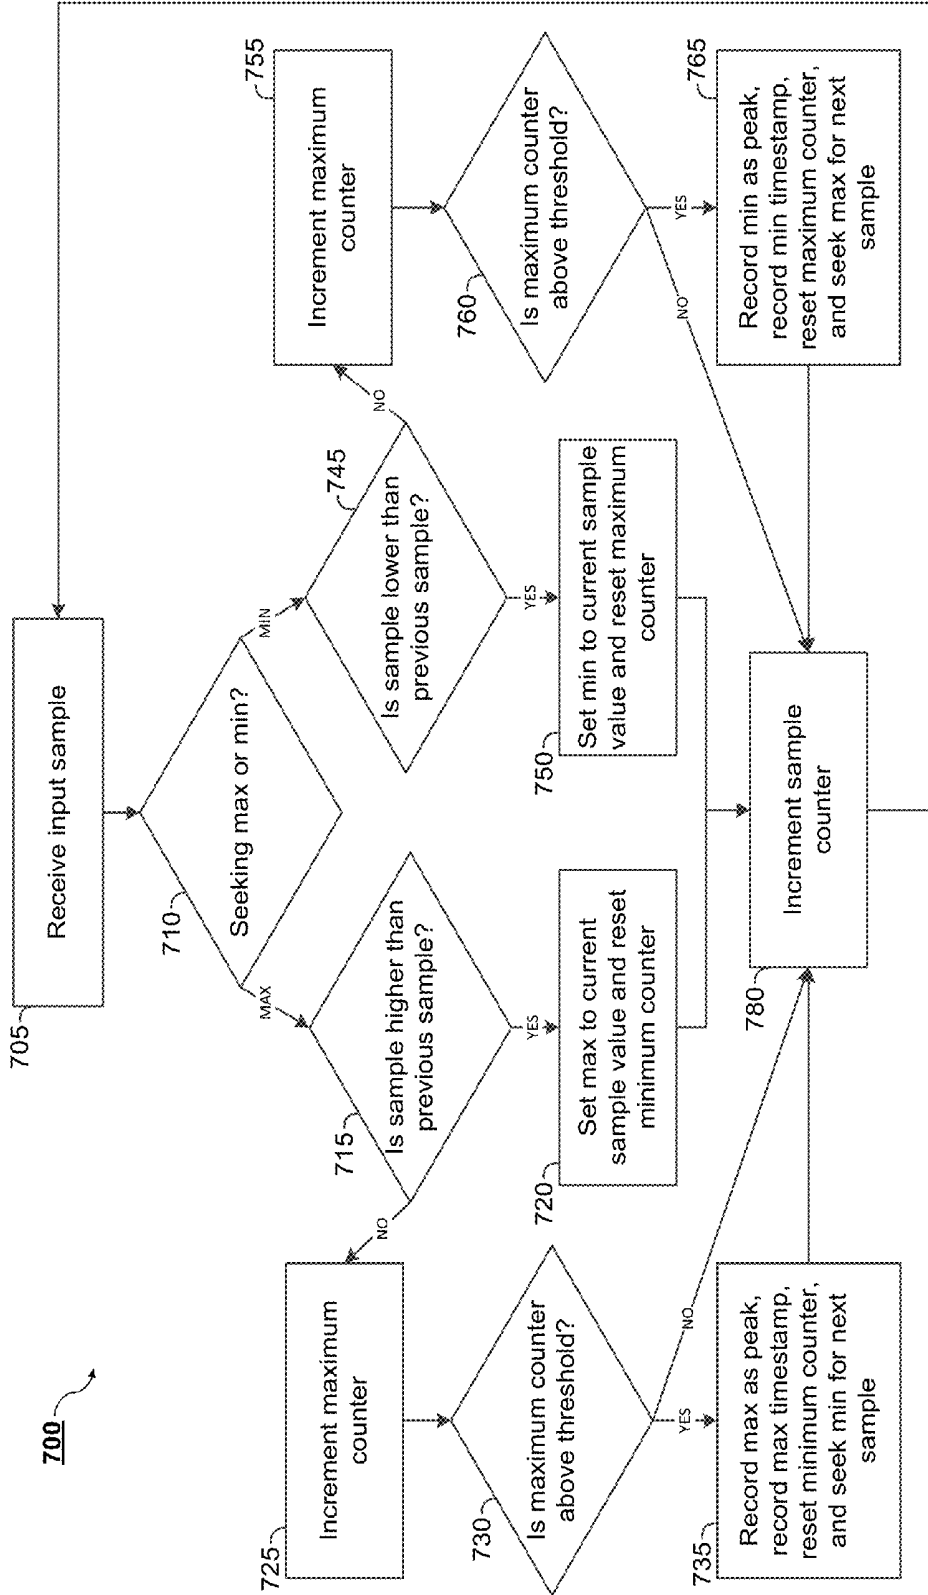 700
705
Receive input sample
710
Seeking max or min?
MAX
MIN
715
Is sample higher than
previous sample?
745
Is sample lower than
previous sample?
NO
YES
YES
NO
725
Increment maximum
counter
720
Set max to current
sample value and reset
minimum counter
750
Set min to current sample
value and reset maximum
counter
755
Increment maximum
counter
730
Is maximum counter
above threshold?
760
Is maximum counter
above threshold?
YES
NO
NO
YES
735
Record max as peak,
record max timestamp,
reset minimum counter,
and seek min for next
sample
780
Increment sample
counter
765
Record min as peak,
record min timestamp,
reset maximum counter,
and seek max for next
sample